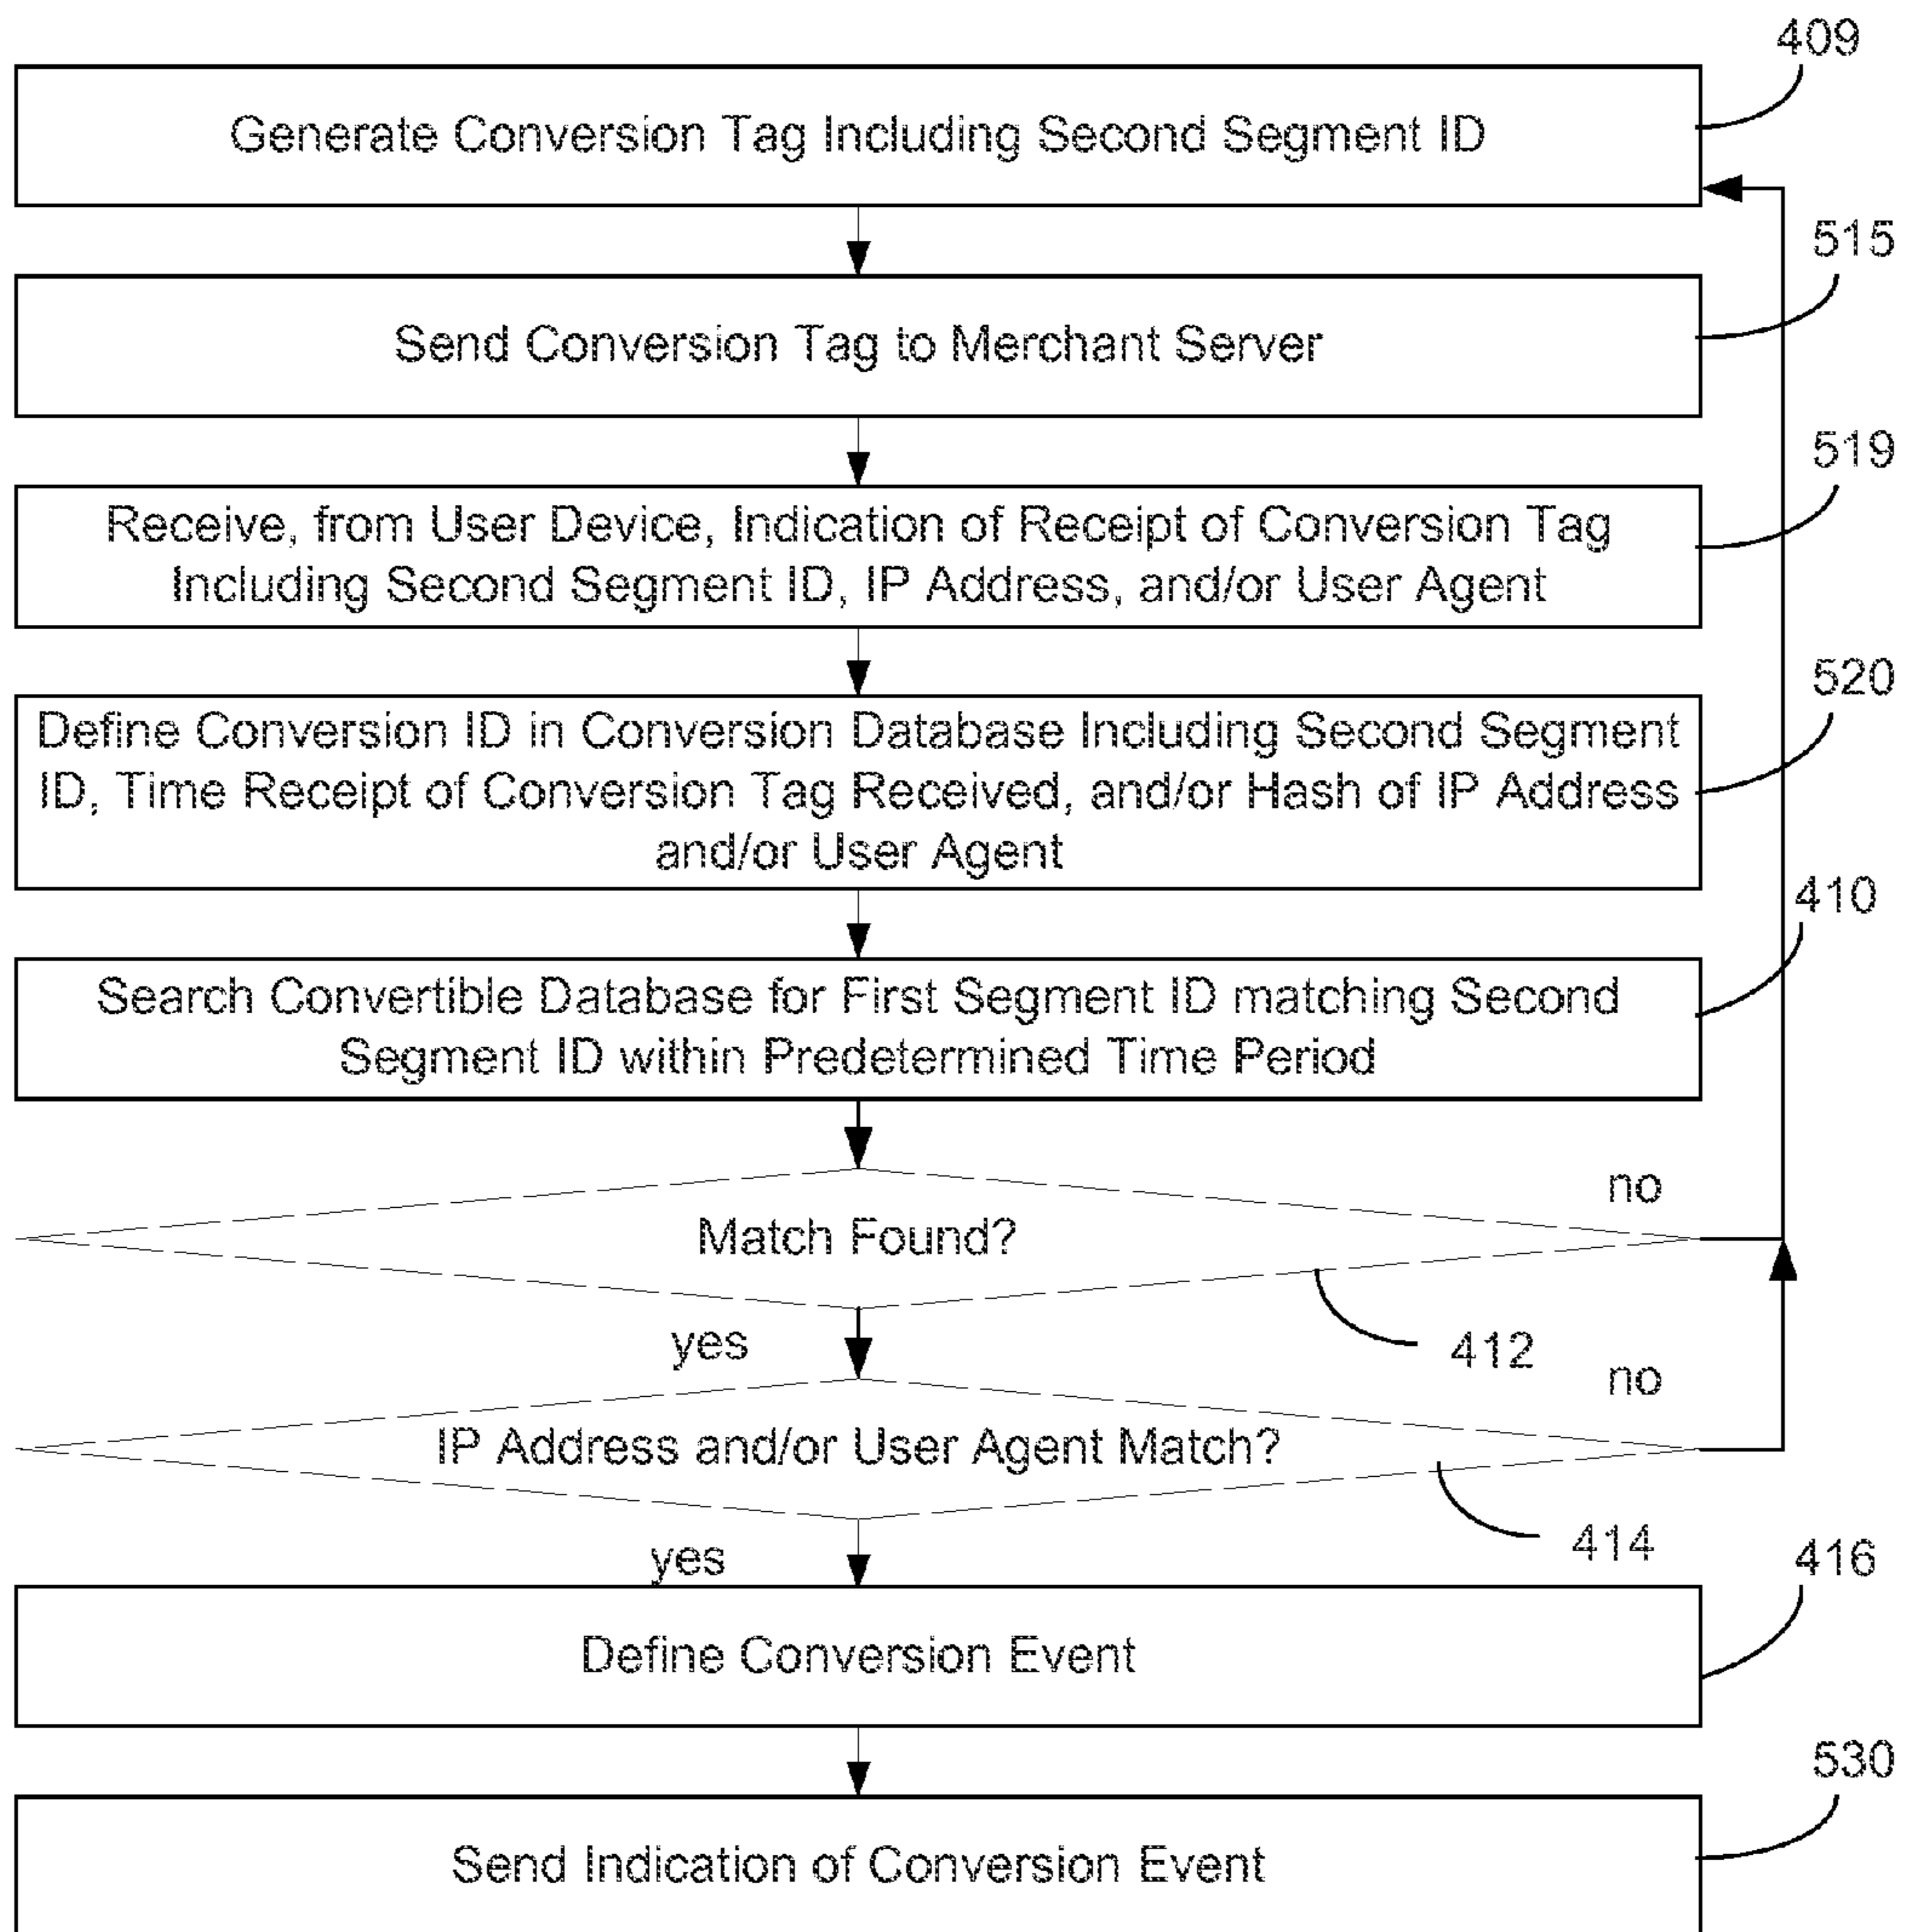 409
Generate Conversion Tag Including Second Segment ID
515
Send Conversion Tag to Merchant Server
519
Receive, from User Device, Indication of Receipt of Conversion Tag
Including Second Segment ID, IP Address, and/or User Agent
520
Define Conversion ID in Conversion Database Including Second Segment
ID, Time Receipt of Conversion Tag Received, and/or Hash of IP Address
and/or User Agent
410
Search Convertible Database for First Segment ID matching Second
Segment ID within Predetermined Time Period
no
Match Found?
412
yes
no
IP Address and/or User Agent Match?
414
yes
416
Define Conversion Event
530
Send Indication of Conversion Event